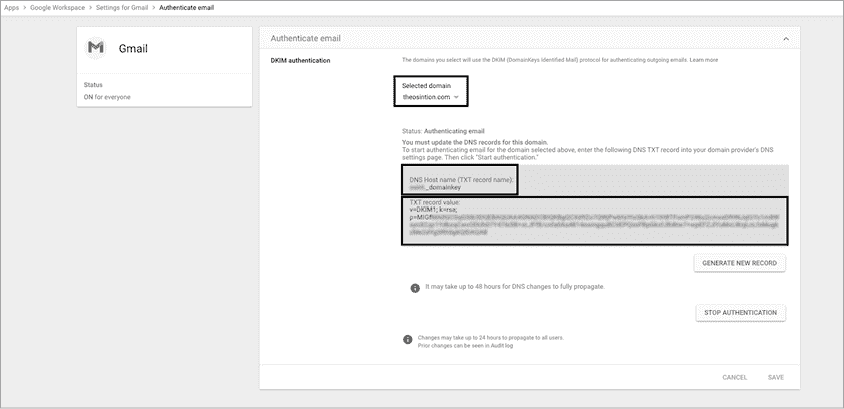 Apps > Google Workspace > Settings for Gmail > Authenticate email
Gmail
Status
ON for everyone
Authenticate email
DKIM authentication
The domains you select will use the DKIM (DomainKeys Identified Mail) protocol for authenticating outgoing emails. Learn more
Selected domain
theosintion.com
Status: Authenticating email
You must update the DNS records for this domain.
To start authenticating email for the domain selected above, enter the following DNS TXT record into your domain provider's DNS
settings page. Then click "Start authentication."
DNS Host name (TXT record name):
._domainkey
TXT record value:
v=DKIM1; k=rsa;
GENERATE NEW RECORD
It may take up to 48 hours for DNS changes to fully propagate.
STOP AUTHENTICATION
Changes may take up to 24 hours to propagate to all users.
Prior changes can be seen in Audit log
CANCEL
SAVE